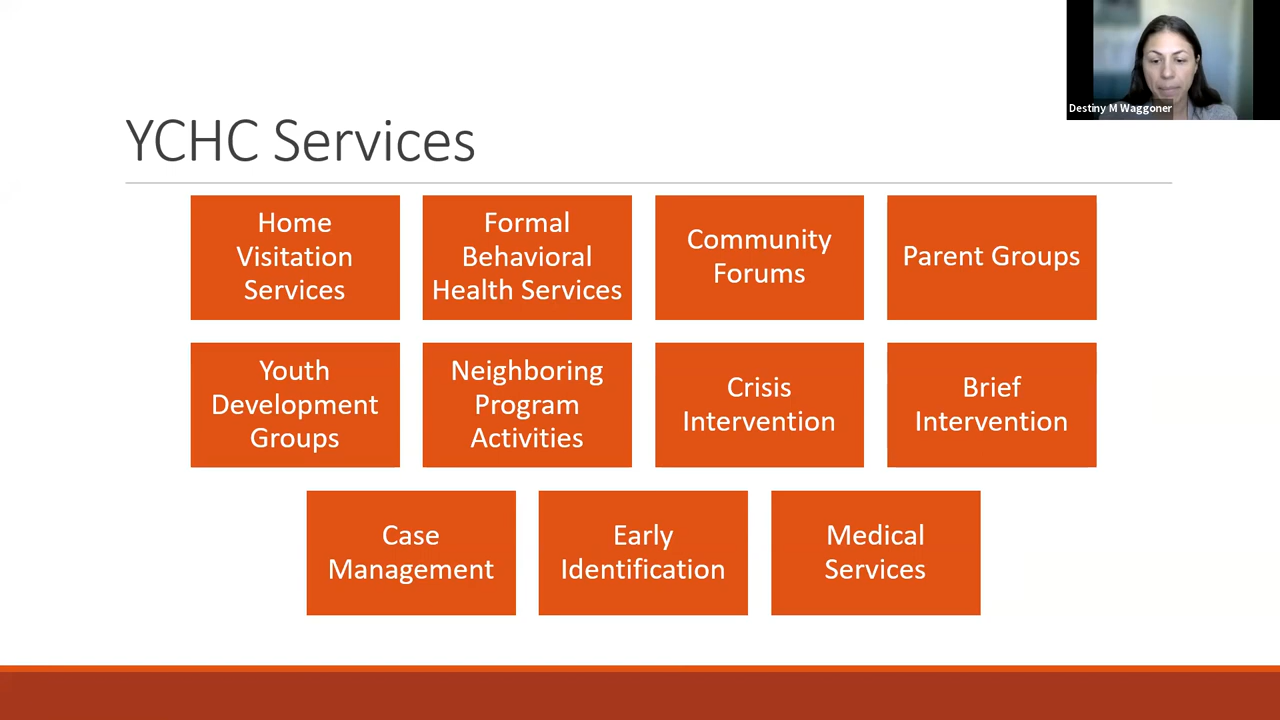 Destiny M Waggoner
YCHC Services
Home
Visitation
Services
Formal
Behavioral
Health Services
Community
Forums
Parent Groups
Youth
Development
Groups
Neighboring
Program
Activities
Crisis
Intervention
Brief
Intervention
Case
Management
Early
Identification
Medical
Services